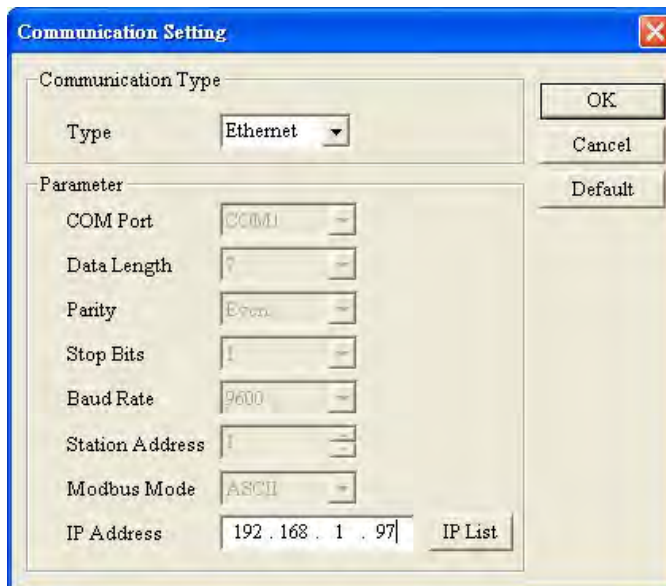 Communication Setting
Communication Type
Type Ethernet
OK
Cancel
Default
Parameter
COM Port COM1
Data Length 7
Parity Even
Stop Bits 1
Baud Rate 9600
Station Address 1
Modbus Mode ASCII
IP Address 192 . 168 . 1 . 97 IP List